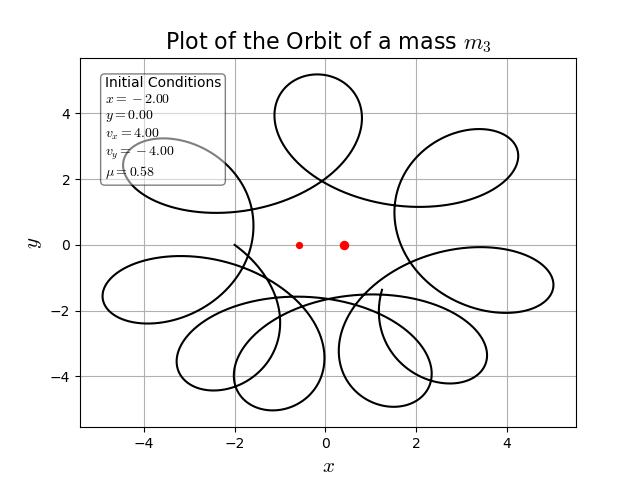 Plot of the Orbit of a mass m₃
Initial Conditions
x = −2.00
y = 0.00
vₓ = 4.00
v_y = −4.00
μ = 0.58
4
2
0
−2
−4
y
−4
−2
0
2
4
x